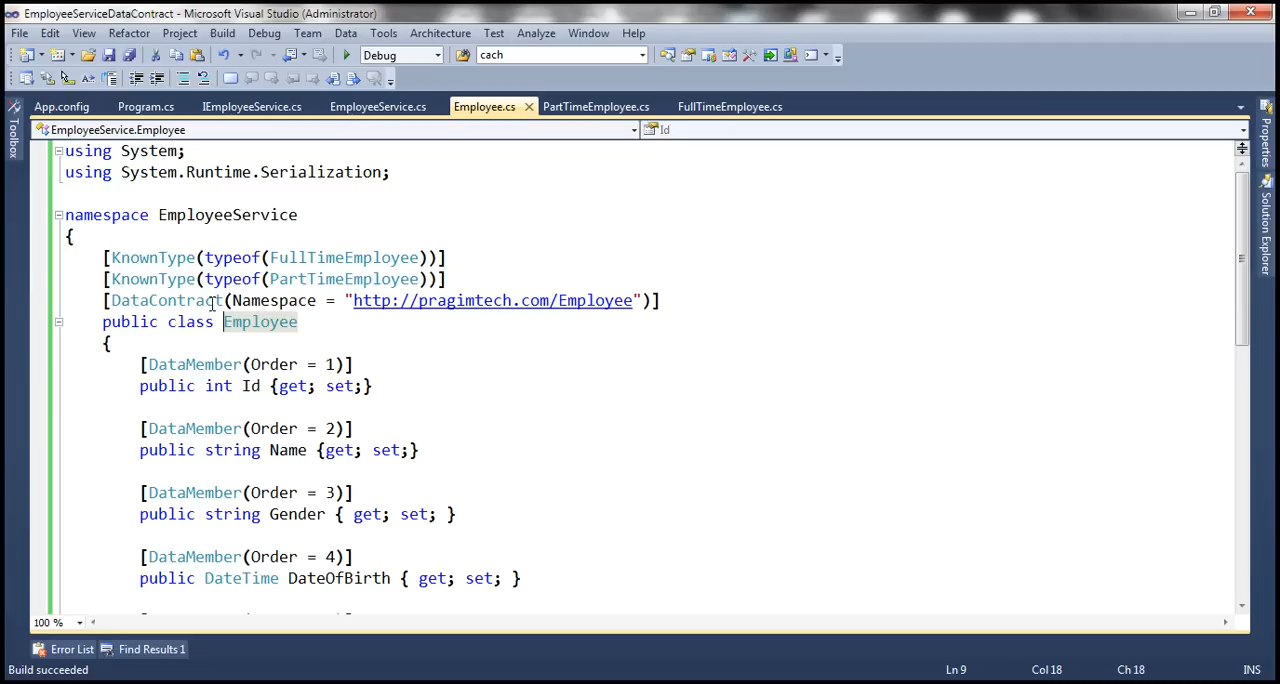 EmployeeServiceDataContract - Microsoft Visual Studio (Administrator)
File Edit View Refactor Project Build Debug Team Data Tools Architecture Test Analyze Window Help
Debug cach
App.config Program.cs IEmployeeService.cs EmployeeService.cs Employee.cs PartTimeEmployee.cs FullTimeEmployee.cs
Toolbox
Properties
Solution Explorer
EmployeeService.Employee Id
using System;
using System.Runtime.Serialization;
namespace EmployeeService
{
[KnownType(typeof(FullTimeEmployee))]
[KnownType(typeof(PartTimeEmployee))]
[DataContract(Namespace = "http://pragimtech.com/Employee")]
public class Employee
{
[DataMember(Order = 1)]
public int Id {get; set;}
[DataMember(Order = 2)]
public string Name {get; set;}
[DataMember(Order = 3)]
public string Gender { get; set; }
[DataMember(Order = 4)]
public DateTime DateOfBirth { get; set; }
100 %
Error List Find Results 1
Build succeeded Ln 9 Col 18 Ch 18 INS